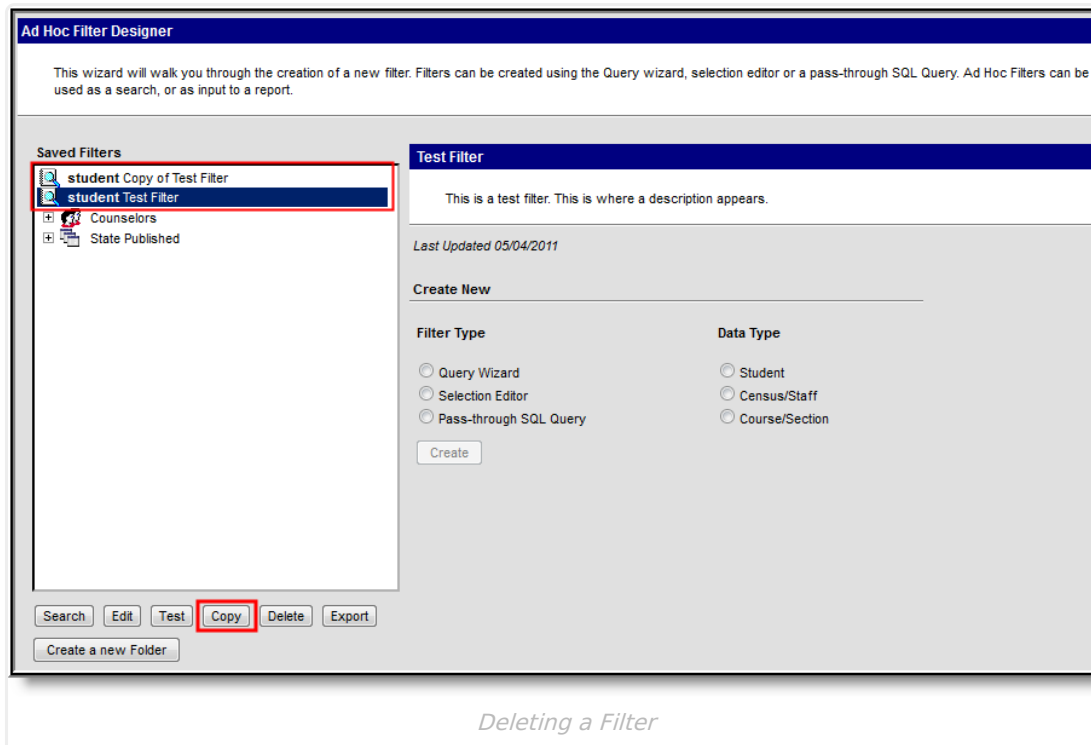 Ad Hoc Filter Designer
This wizard will walk you through the creation of a new filter. Filters can be created using the Query wizard, selection editor or a pass-through SQL Query. Ad Hoc Filters can be
used as a search, or as input to a report.
Saved Filters
student Copy of Test Filter
student Test Filter
Counselors
State Published
Test Filter
This is a test filter. This is where a description appears.
Last Updated 05/04/2011
Create New
Filter Type
Data Type
Query Wizard
Student
Selection Editor
Census/Staff
Pass-through SQL Query
Course/Section
Create
Search Edit Test Copy Delete Export
Create a new Folder
Deleting a Filter